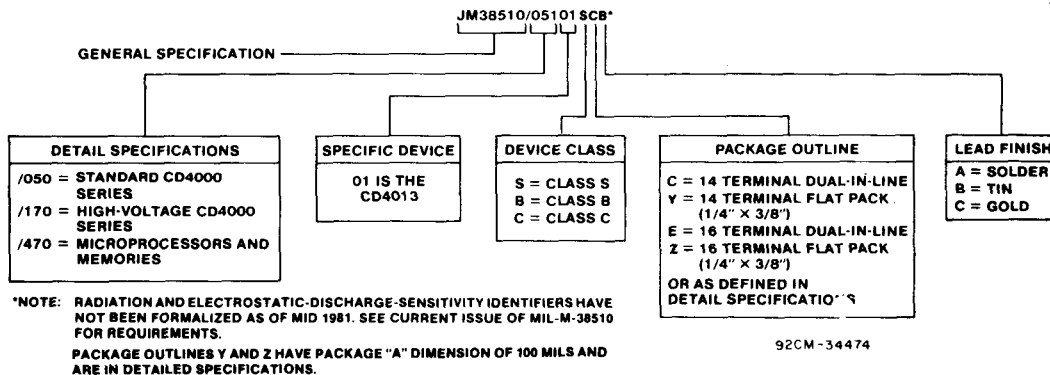 JM38510/05101SCB*
GENERAL SPECIFICATION
DETAIL SPECIFICATIONS
/050 = STANDARD CD4000
SERIES
/170 = HIGH-VOLTAGE CD4000
SERIES
/470 = MICROPROCESSORS AND
MEMORIES
SPECIFIC DEVICE
01 IS THE
CD4013
DEVICE CLASS
S = CLASS S
B = CLASS B
C = CLASS C
PACKAGE OUTLINE
C = 14 TERMINAL DUAL-IN-LINE
Y = 14 TERMINAL FLAT PACK
(1/4" × 3/8")
E = 16 TERMINAL DUAL-IN-LINE
Z = 16 TERMINAL FLAT PACK
(1/4" × 3/8")
OR AS DEFINED IN
DETAIL SPECIFICATIONS
LEAD FINISH
A = SOLDER
B = TIN
C = GOLD
*NOTE: RADIATION AND ELECTROSTATIC-DISCHARGE-SENSITIVITY IDENTIFIERS HAVE
NOT BEEN FORMALIZED AS OF MID 1981. SEE CURRENT ISSUE OF MIL-M-38510
FOR REQUIREMENTS.
PACKAGE OUTLINES Y AND Z HAVE PACKAGE "A" DIMENSION OF 100 MILS AND
ARE IN DETAILED SPECIFICATIONS.
92CM-34474